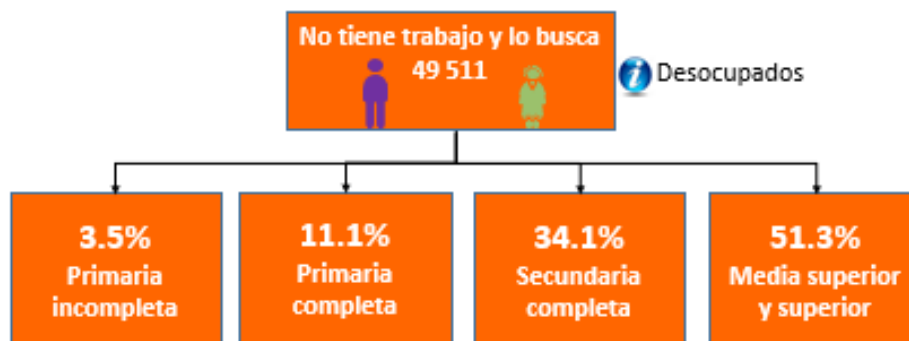 No tiene trabajo y lo busca
49 511
i Desocupados
3.5%
Primaria
incompleta
11.1%
Primaria
completa
34.1%
Secundaria
completa
51.3%
Media superior
y superior